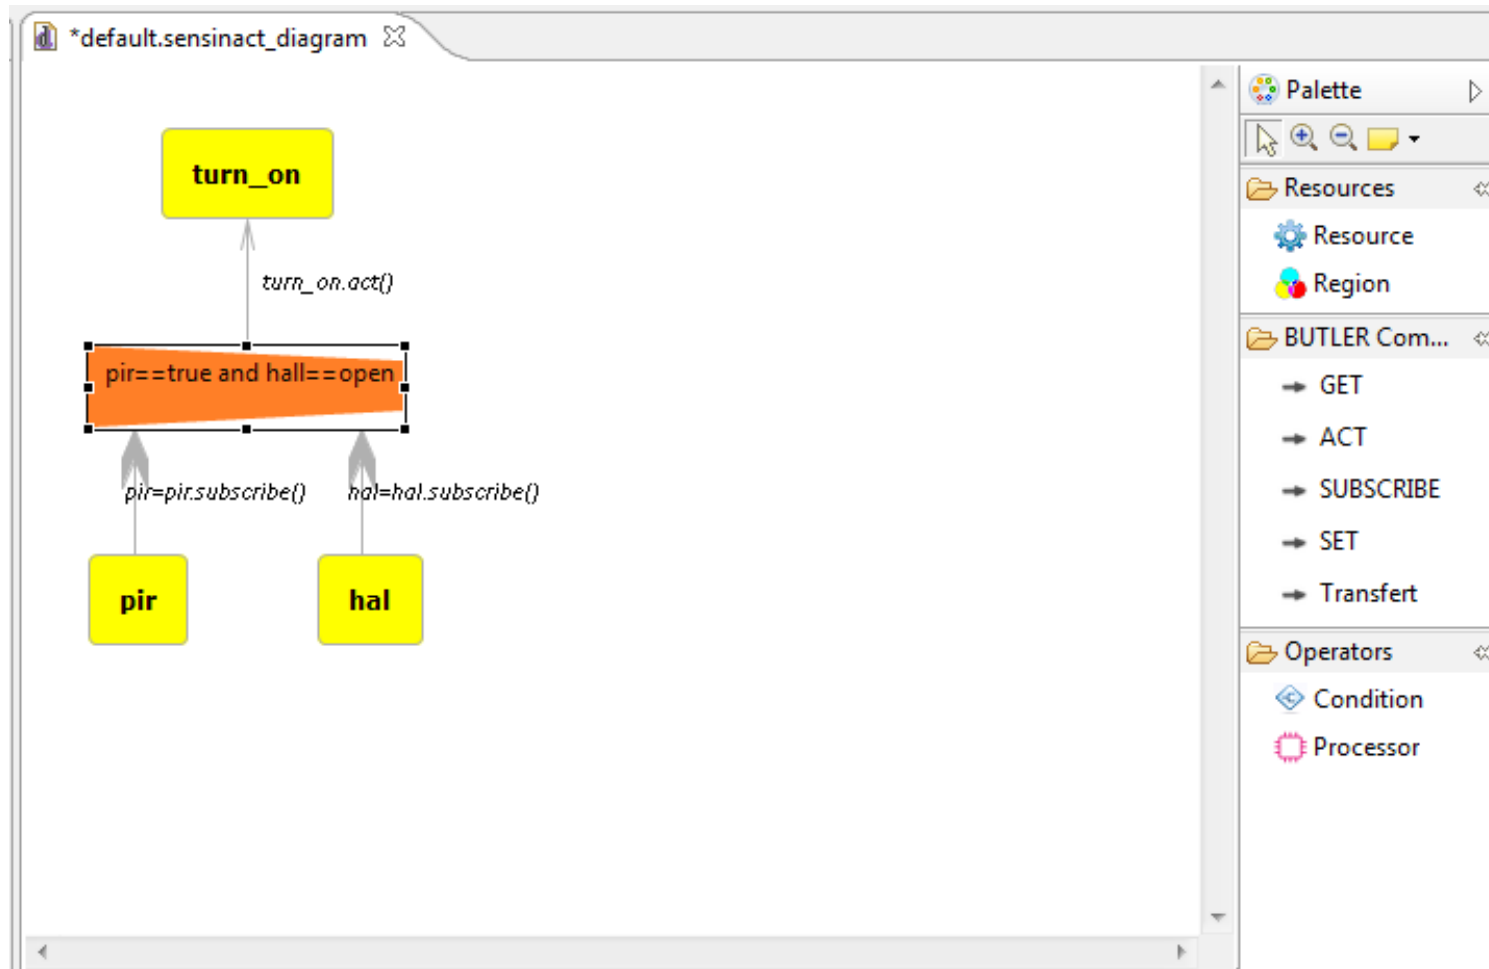 *default.sensinact_diagram
turn_on
turn_on.act()
pir==true and hall==open
pir=pir.subscribe()
hal=hal.subscribe()
pir
hal
Palette
Resources
Resource
Region
BUTLER Com...
GET
ACT
SUBSCRIBE
SET
Transfert
Operators
Condition
Processor